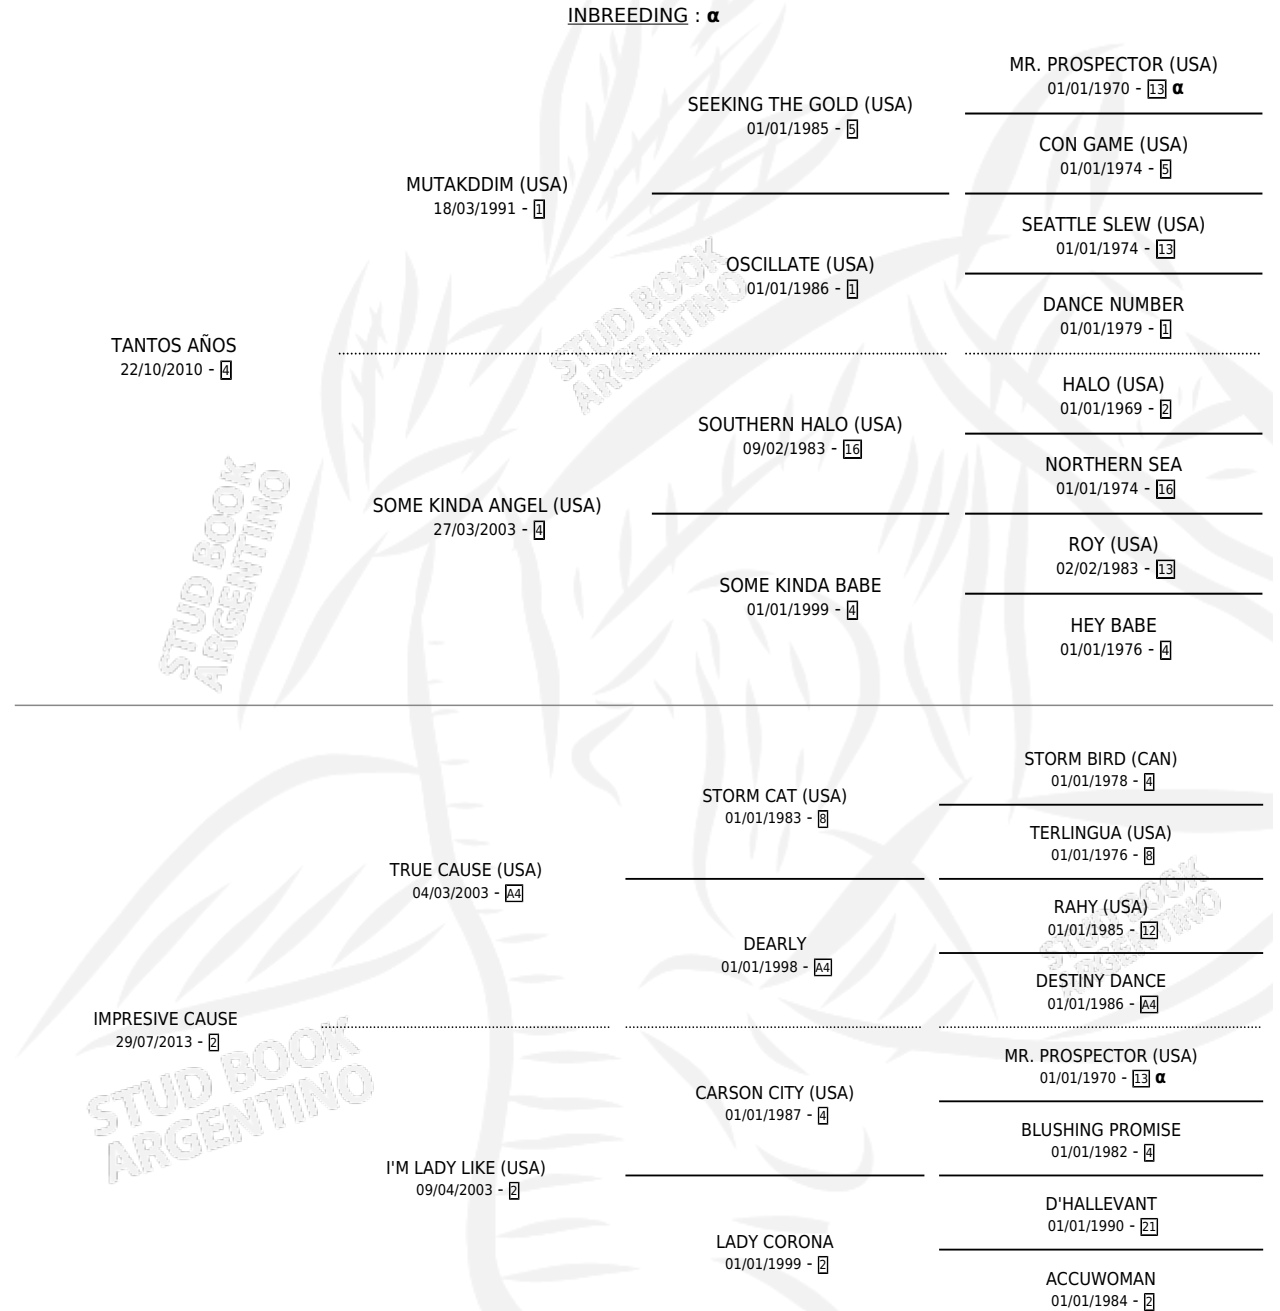 INBREEDING : α
MR. PROSPECTOR (USA)
01/01/1970 - 13 α
SEEKING THE GOLD (USA)
01/01/1985 - 5
CON GAME (USA)
01/01/1974 - 5
MUTAKDDIM (USA)
18/03/1991 - 1
SEATTLE SLEW (USA)
01/01/1974 - 13
OSCILLATE (USA)
01/01/1986 - 1
DANCE NUMBER
01/01/1979 - 1
TANTOS AÑOS
22/10/2010 - 4
HALO (USA)
01/01/1969 - 2
SOUTHERN HALO (USA)
09/02/1983 - 16
NORTHERN SEA
01/01/1974 - 16
SOME KINDA ANGEL (USA)
27/03/2003 - 4
ROY (USA)
02/02/1983 - 13
SOME KINDA BABE
01/01/1999 - 4
HEY BABE
01/01/1976 - 4
STORM BIRD (CAN)
01/01/1978 - 4
STORM CAT (USA)
01/01/1983 - 8
TERLINGUA (USA)
01/01/1976 - 8
TRUE CAUSE (USA)
04/03/2003 - A4
RAHY (USA)
01/01/1985 - 12
DEARLY
01/01/1998 - A4
DESTINY DANCE
01/01/1986 - A4
IMPRESIVE CAUSE
29/07/2013 - 2
MR. PROSPECTOR (USA)
01/01/1970 - 13 α
CARSON CITY (USA)
01/01/1987 - 4
BLUSHING PROMISE
01/01/1982 - 4
I'M LADY LIKE (USA)
09/04/2003 - 2
D'HALLEVANT
01/01/1990 - 21
LADY CORONA
01/01/1999 - 2
ACCUWOMAN
01/01/1984 - 2
STUD BOOK
ARGENTINO
STUD BOOK
ARGENTINO
STUD BOOK
ARGENTINO
STUD BOOK
ARGENTINO